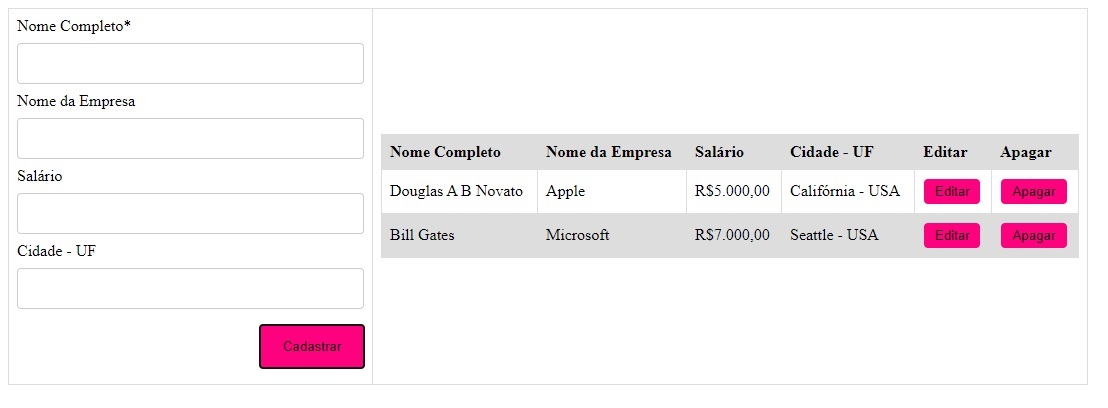 Nome Completo*
Nome da Empresa
Salário
Cidade - UF
Cadastrar
Nome Completo Nome da Empresa Salário Cidade - UF Editar Apagar
Douglas A B Novato Apple R$5.000,00 Califórnia - USA Editar Apagar
Bill Gates Microsoft R$7.000,00 Seattle - USA Editar Apagar